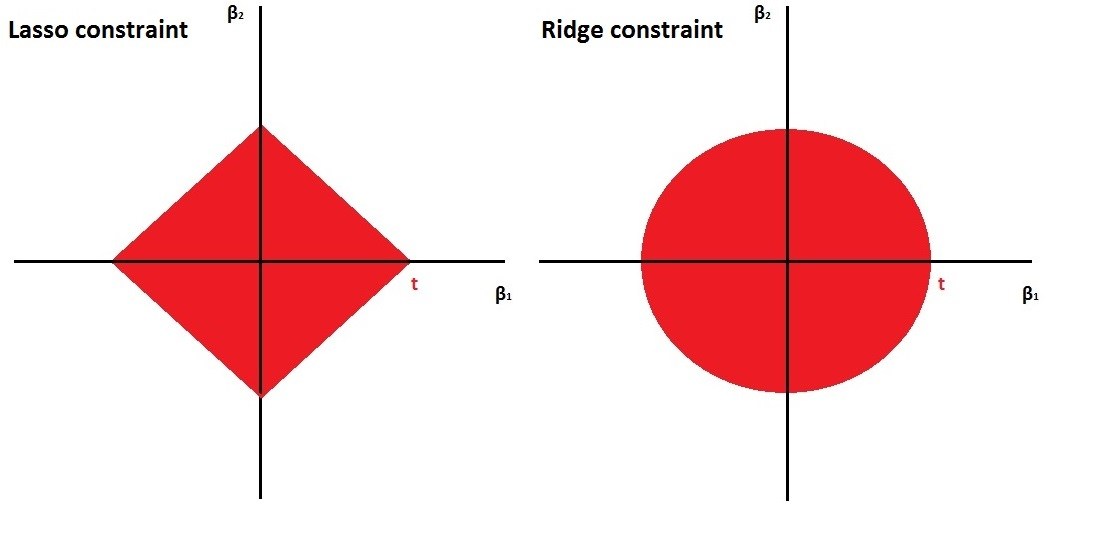 Lasso constraint
β₂
t
β₁
Ridge constraint
β₂
t
β₁